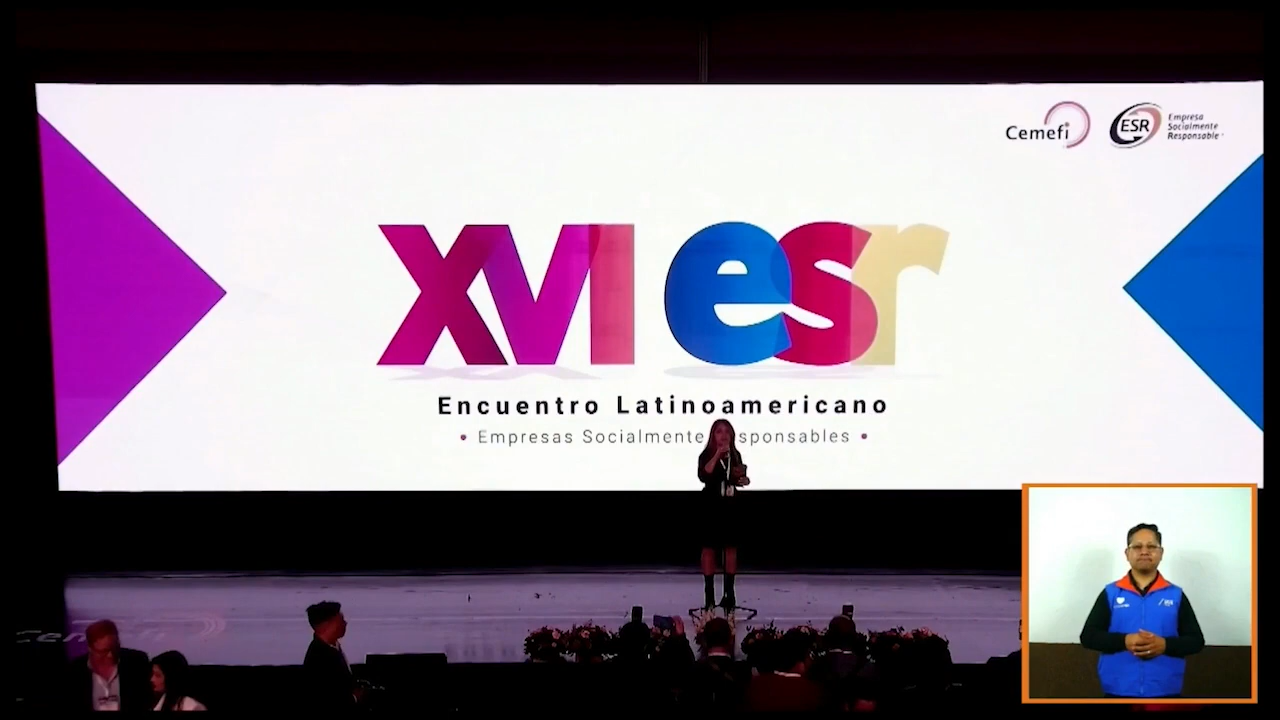 Cemefi
ESR
Empresa
Socialmente
Responsable
XVI esr
Encuentro Latinoamericano
• Empresas Socialmente sponsables •